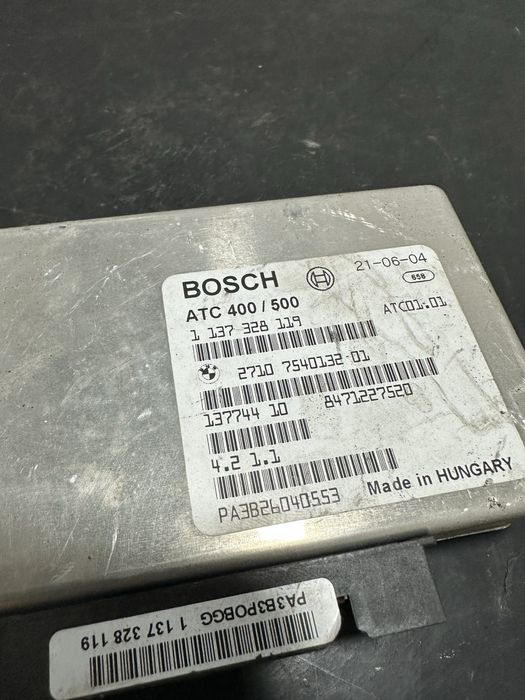 BOSCH 21-06-04
658
ATC 400 / 500 ATC01.01
1 137 328 119
2710 7540132-01
137744 10 8471227520
4.2 1.1
PA3B26040553 Made in HUNGARY
PA3B3POBGG 1 137 328 119